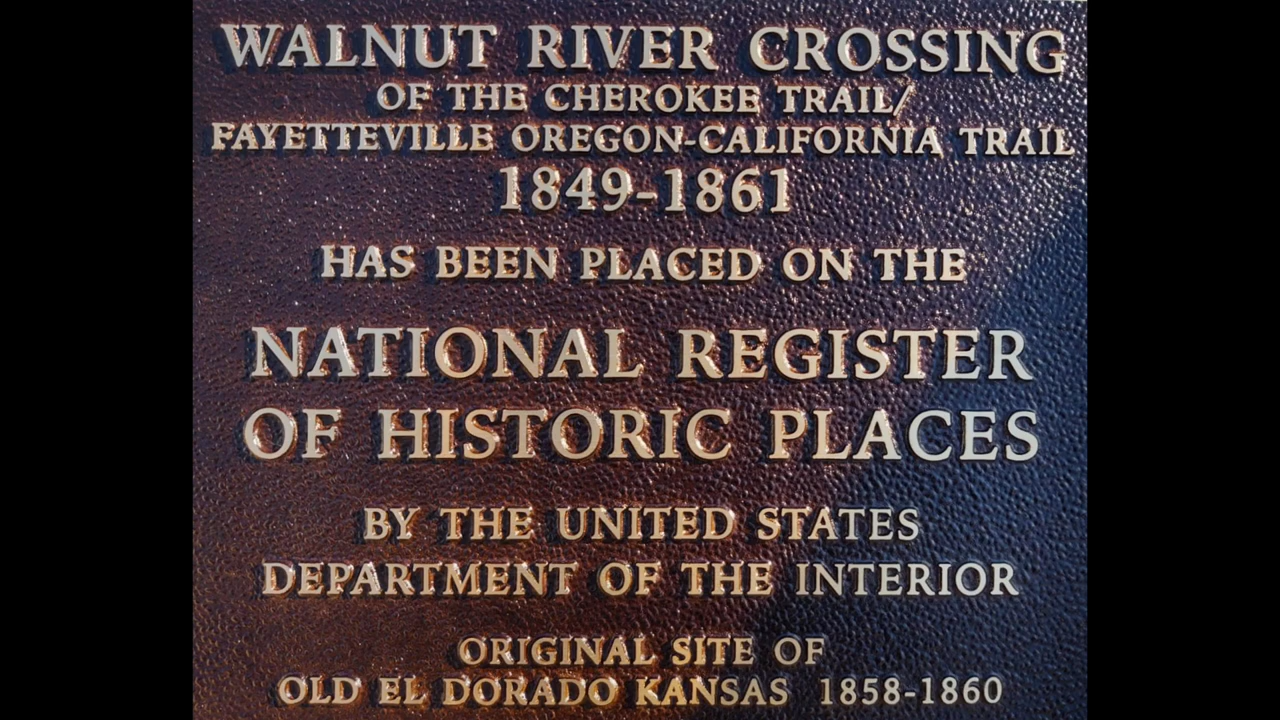 WALNUT RIVER CROSSING
OF THE CHEROKEE TRAIL/
FAYETTEVILLE OREGON-CALIFORNIA TRAIL
1849-1861
HAS BEEN PLACED ON THE
NATIONAL REGISTER
OF HISTORIC PLACES
BY THE UNITED STATES
DEPARTMENT OF THE INTERIOR
ORIGINAL SITE OF
OLD EL DORADO KANSAS 1858-1860